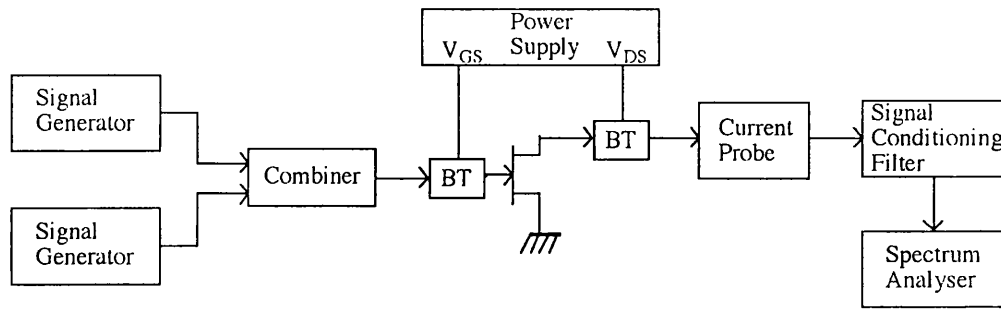 Power
Supply
V_GS
V_DS
Signal
Generator
Signal
Generator
Combiner
BT
BT
Current
Probe
Signal
Conditioning
Filter
Spectrum
Analyser